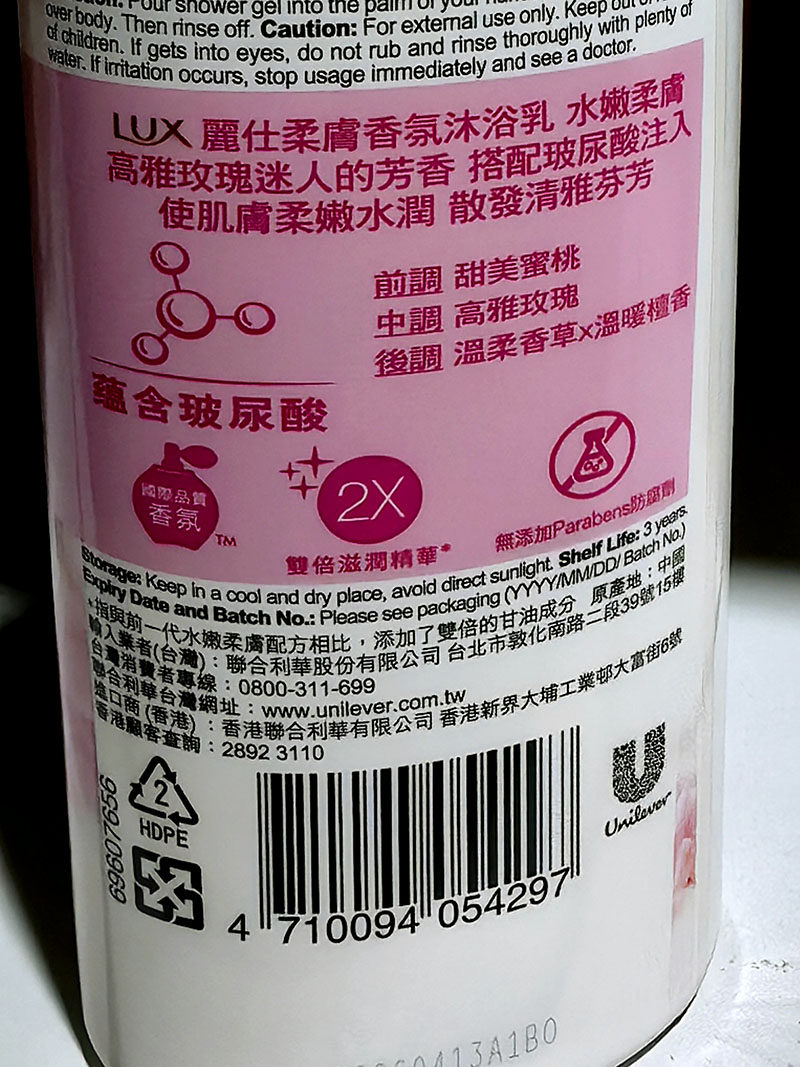 Pour shower gel into the palm of your
over body. Then rinse off. Caution: For external use only. Keep out
of children. If gets into eyes, do not rub and rinse thoroughly with plenty of
water. If irritation occurs, stop usage immediately and see a doctor.
LUX 麗仕柔膚香氛沐浴乳 水嫩柔膚
高雅玫瑰迷人的芳香 搭配玻尿酸注入
使肌膚柔嫩水潤 散發清雅芬芳
前調 甜美蜜桃
中調 高雅玫瑰
後調 溫柔香草x溫暖檀香
蘊含玻尿酸
國際品質
香氛
TM
2X
雙倍滋潤精華*
無添加Parabens防腐劑
Storage: Keep in a cool and dry place, avoid direct sunlight. Shelf Life: 3 years.
Expiry Date and Batch No.: Please see packaging (YYYY/MM/DD/ Batch No.)
*指與前一代水嫩柔膚配方相比，添加了雙倍的甘油成分 原產地：中國
輸入業者(台灣)：聯合利華股份有限公司 台北市敦化南路二段39號15樓
台灣消費者專線：0800-311-699
聯合利華台灣網址：www.unilever.com.tw
進口商(香港)：香港聯合利華有限公司 香港新界大埔工業邨大富街6號
香港顧客查詢：2892 3110
69607656
2
HDPE
Unilever
4 710094 054297
0413A1B0